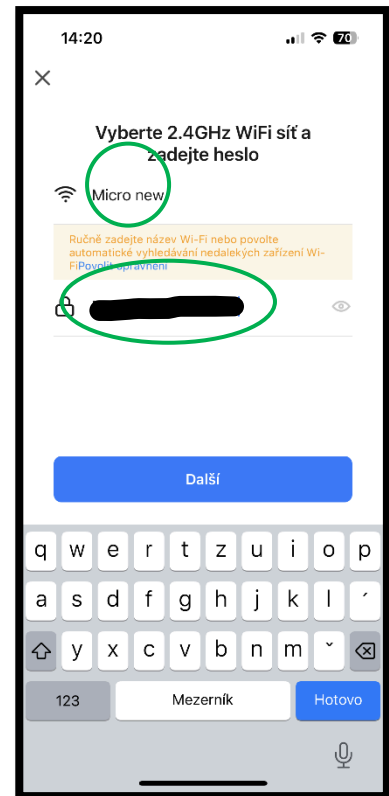 14:20
70
Vyberte 2.4GHz WiFi síť a
zadejte heslo
Micro new
Ručně zadejte název Wi-Fi nebo povolte
automatické vyhledávání nedalekých zařízení Wi-
FiPovolit oprávnění
Další
q w e r t z u i o p
a s d f g h j k l ´
y x c v b n m ˇ
123 Mezerník Hotovo